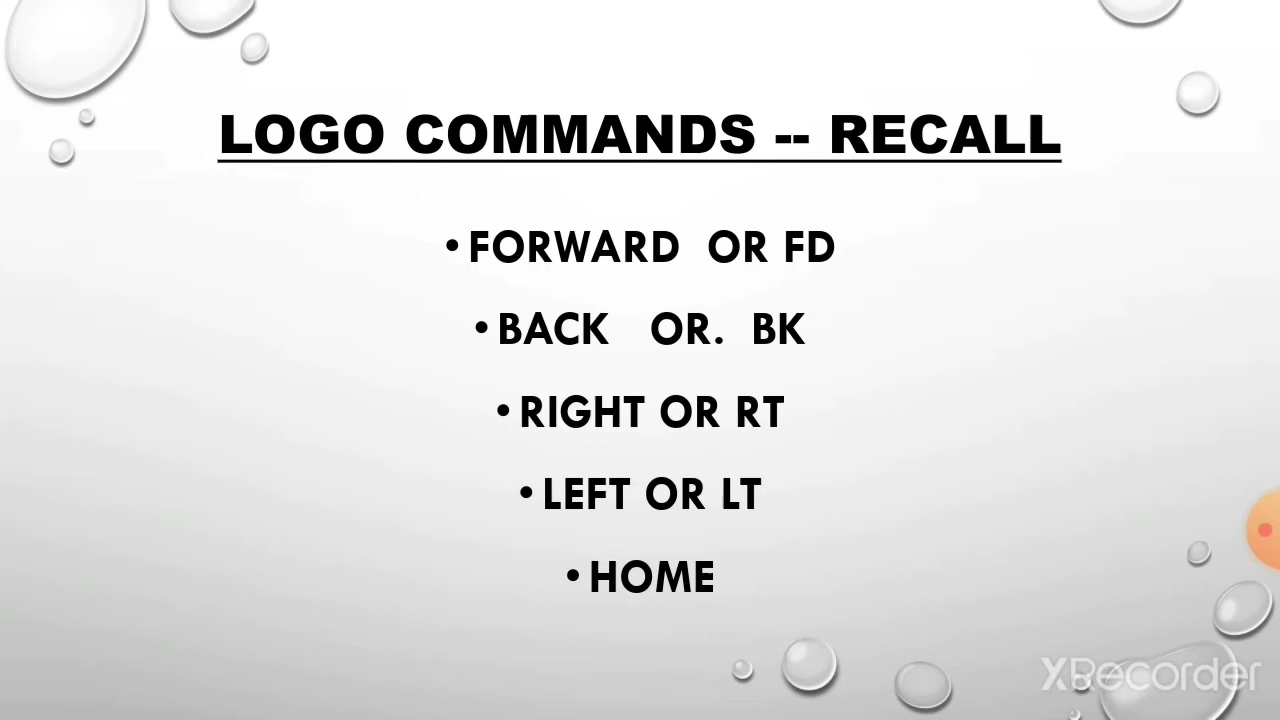 LOGO COMMANDS -- RECALL
• FORWARD OR FD
• BACK OR. BK
• RIGHT OR RT
• LEFT OR LT
• HOME
XRecorder